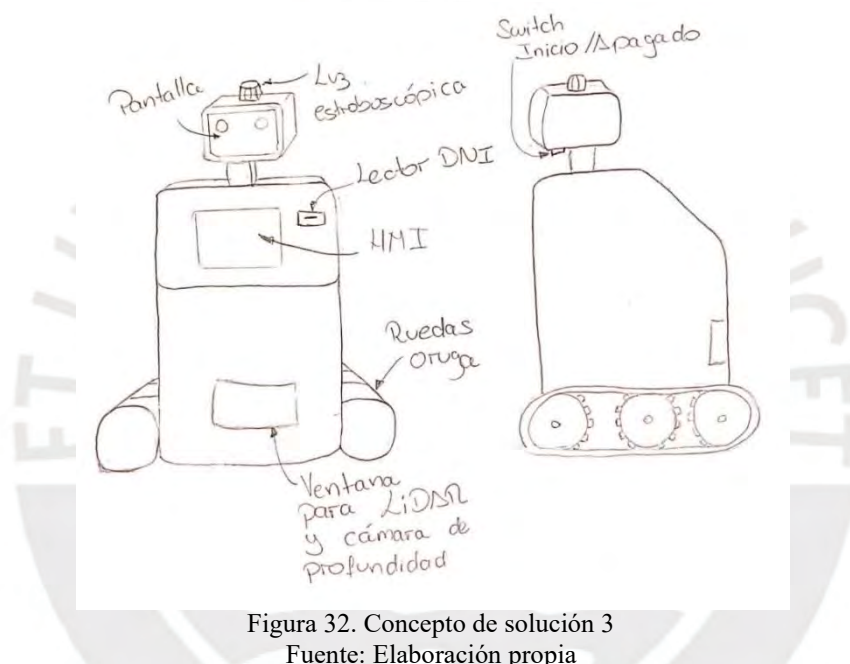 Pantalla
Luz
estroboscópica
Switch
Inicio/Apagado
Lector DNI
HMI
Ruedas
oruga
Ventana
para LiDAR
y cámara de
profundidad
Figura 32. Concepto de solución 3
Fuente: Elaboración propia